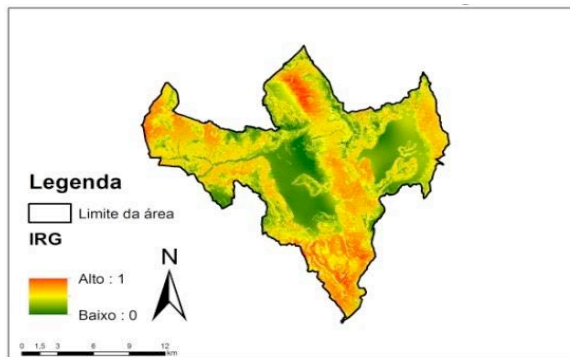 Legenda
Limite da área
IRG
Alto : 1
Baixo : 0
N
0 1,5 3 6 9 12
km